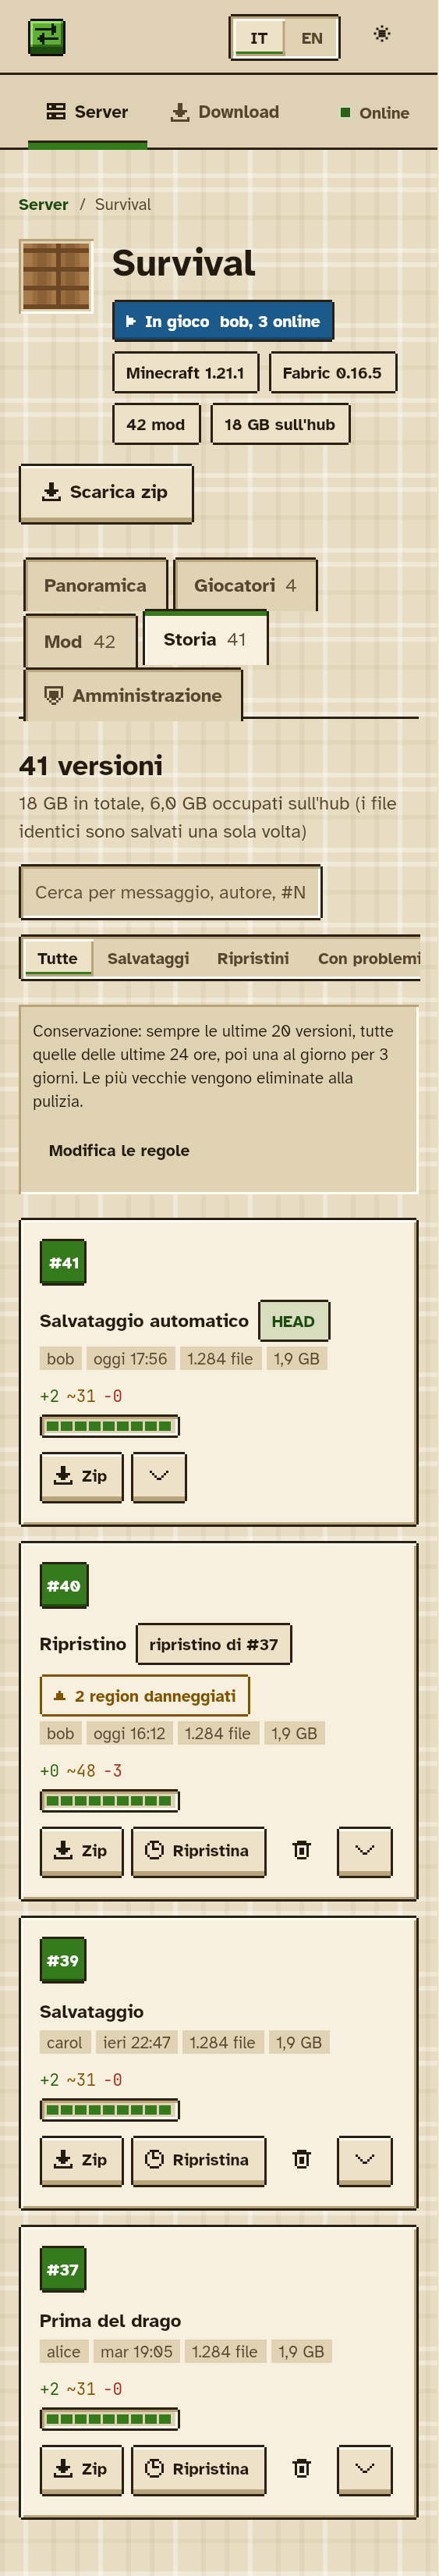 IT EN
Server Download Online
Server / Survival
Survival
In gioco bob, 3 online
Minecraft 1.21.1 Fabric 0.16.5
42 mod 18 GB sull'hub
Scarica zip
Panoramica Giocatori 4
Mod 42 Storia 41
Amministrazione
41 versioni
18 GB in totale, 6,0 GB occupati sull'hub (i file
identici sono salvati una sola volta)
Cerca per messaggio, autore, #N
Tutte Salvataggi Ripristini Con problemi
Conservazione: sempre le ultime 20 versioni, tutte
quelle delle ultime 24 ore, poi una al giorno per 3
giorni. Le più vecchie vengono eliminate alla
pulizia.
Modifica le regole
#41
Salvataggio automatico HEAD
bob oggi 17:56 1.284 file 1,9 GB
+2 ~31 -0
Zip
#40
Ripristino ripristino di #37
2 region danneggiati
bob oggi 16:12 1.284 file 1,9 GB
+0 ~48 -3
Zip Ripristina
#39
Salvataggio
carol ieri 22:47 1.284 file 1,9 GB
+2 ~31 -0
Zip Ripristina
#37
Prima del drago
alice mar 19:05 1.284 file 1,9 GB
+2 ~31 -0
Zip Ripristina